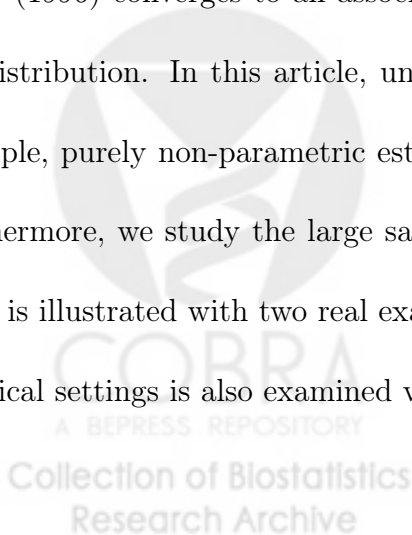 (1996) converges to an assoc
istribution. In this article, un
ple, purely non-parametric est
hermore, we study the large sa
is illustrated with two real exa
ical settings is also examined v
COBRA
A BEPRESS REPOSITORY
Collection of Biostatistics
Research Archive